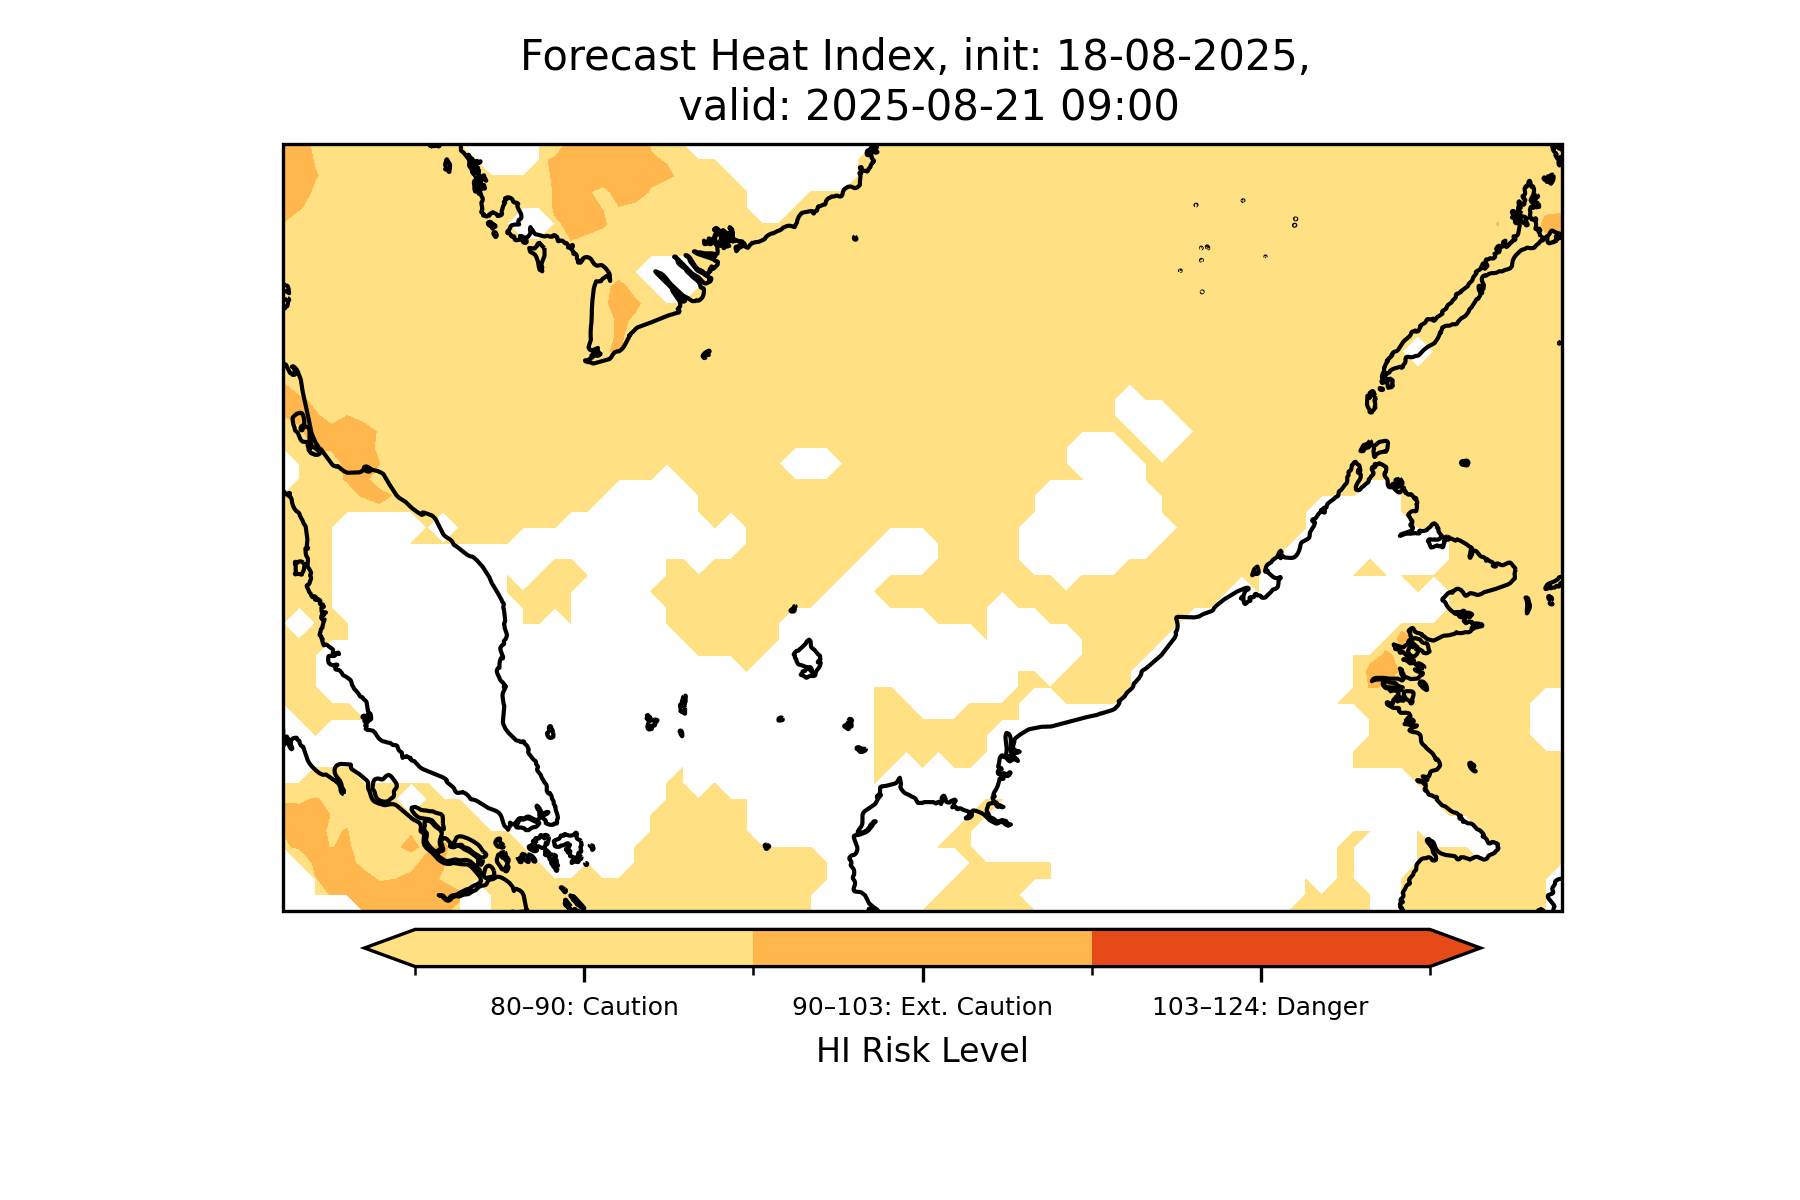 Forecast Heat Index, init: 18-08-2025,
valid: 2025-08-21 09:00
80–90: Caution
90–103: Ext. Caution
103–124: Danger
HI Risk Level